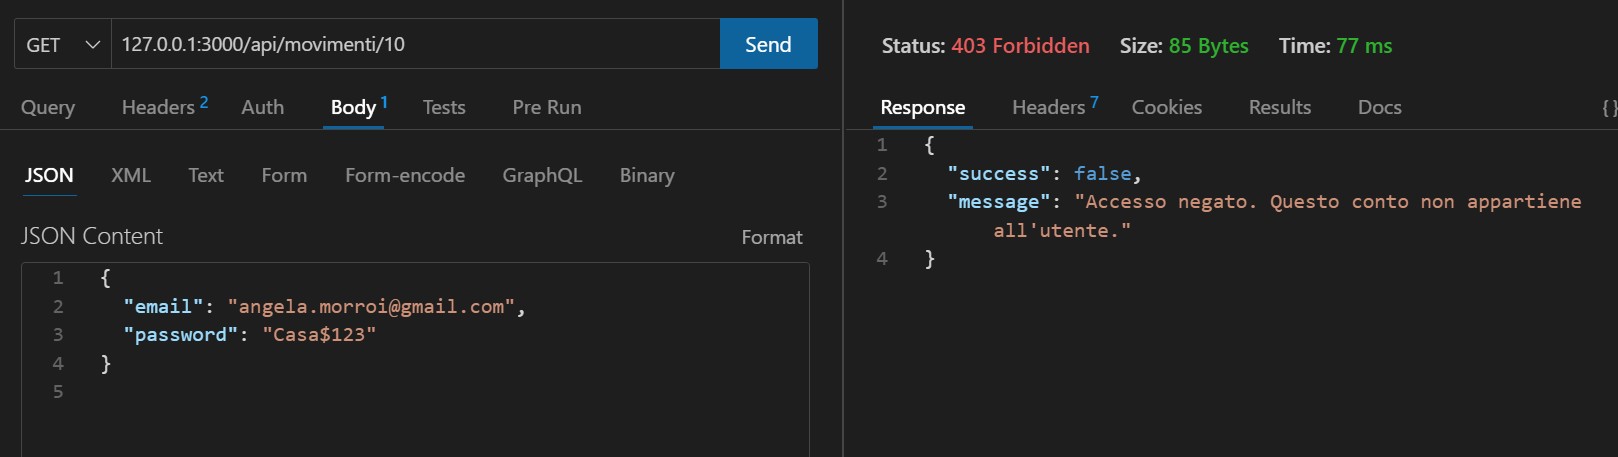 GET 127.0.0.1:3000/api/movimenti/10 Send
Query Headers 2 Auth Body 1 Tests Pre Run
JSON XML Text Form Form-encode GraphQL Binary
JSON Content Format
1 {
2 "email": "angela.morroi@gmail.com",
3 "password": "Casa$123"
4 }
5
Status: 403 Forbidden Size: 85 Bytes Time: 77 ms
Response Headers 7 Cookies Results Docs {}
1 {
2 "success": false,
3 "message": "Accesso negato. Questo conto non appartiene
all'utente."
4 }